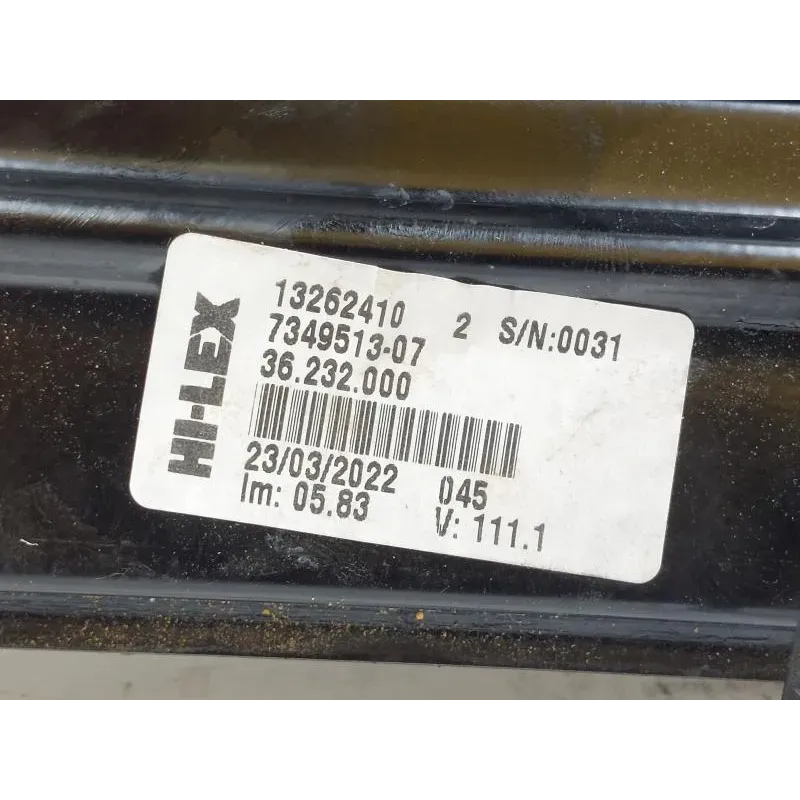 HI-LEX
13262410 2 S/N:0031
7349513-07
36.232.000
23/03/2022 045
Im: 05.83 V: 111.1